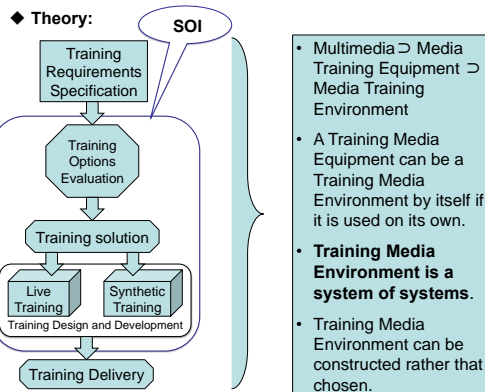 ◆ Theory:
SOI
Training
Requirements
Specification
Training
Options
Evaluation
Training solution
Live
Training
Synthetic
Training
Training Design and Development
Training Delivery
• Multimedia ⊃ Media
Training Equipment ⊃
Media Training
Environment
• A Training Media
Equipment can be a
Training Media
Environment by itself if
it is used on its own.
• Training Media
Environment is a
system of systems.
• Training Media
Environment can be
constructed rather that
chosen.